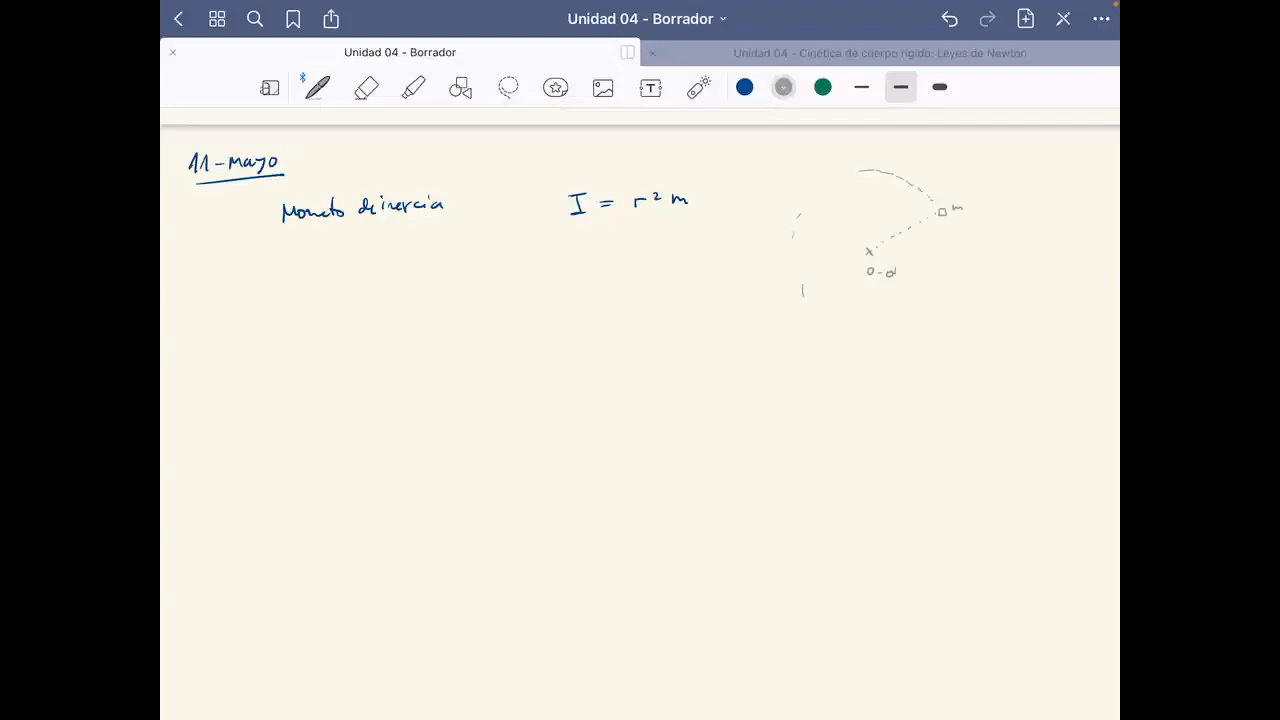 Unidad 04 - Borrador
Unidad 04 - Borrador
Unidad 04 - Cinética de cuerpo rígido: Leyes de Newton
11-Mayo
Momento de inercia
I = r² m
m